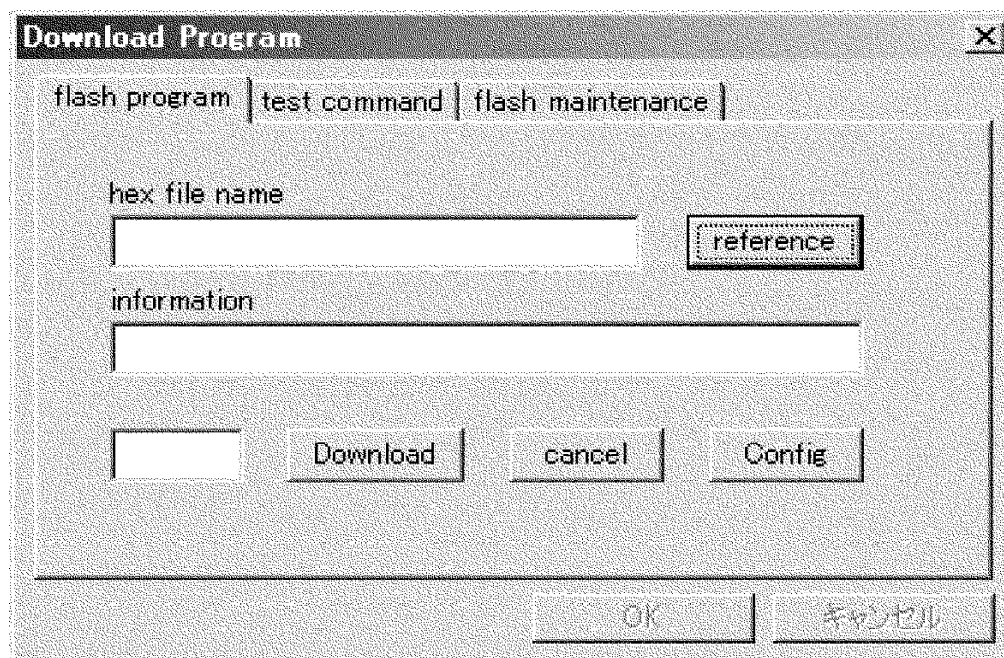 Download Program
flash program test command flash maintenance
hex file name
reference
information
Download cancel Config
OK キャンセル